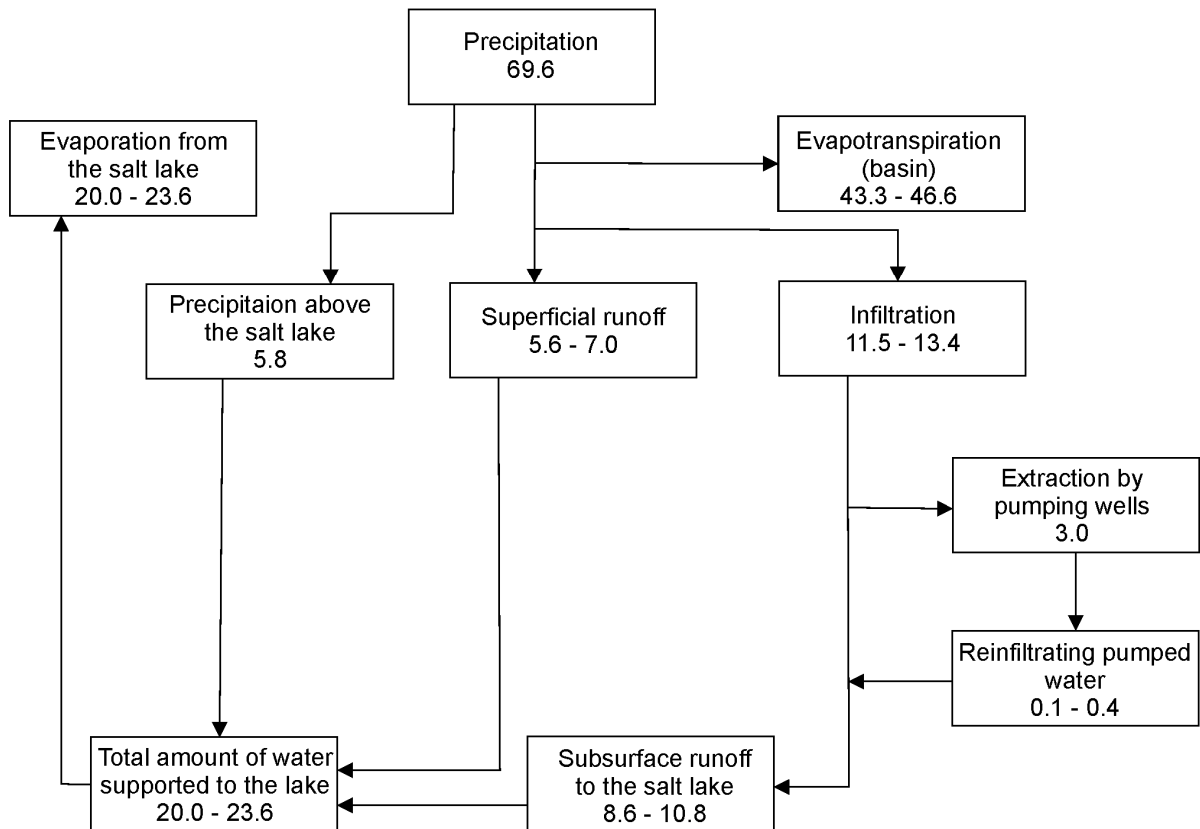 Precipitation
69.6
Evaporation from
the salt lake
20.0 - 23.6
Evapotranspiration
(basin)
43.3 - 46.6
Precipitaion above
the salt lake
5.8
Superficial runoff
5.6 - 7.0
Infiltration
11.5 - 13.4
Extraction by
pumping wells
3.0
Reinfiltrating pumped
water
0.1 - 0.4
Total amount of water
supported to the lake
20.0 - 23.6
Subsurface runoff
to the salt lake
8.6 - 10.8